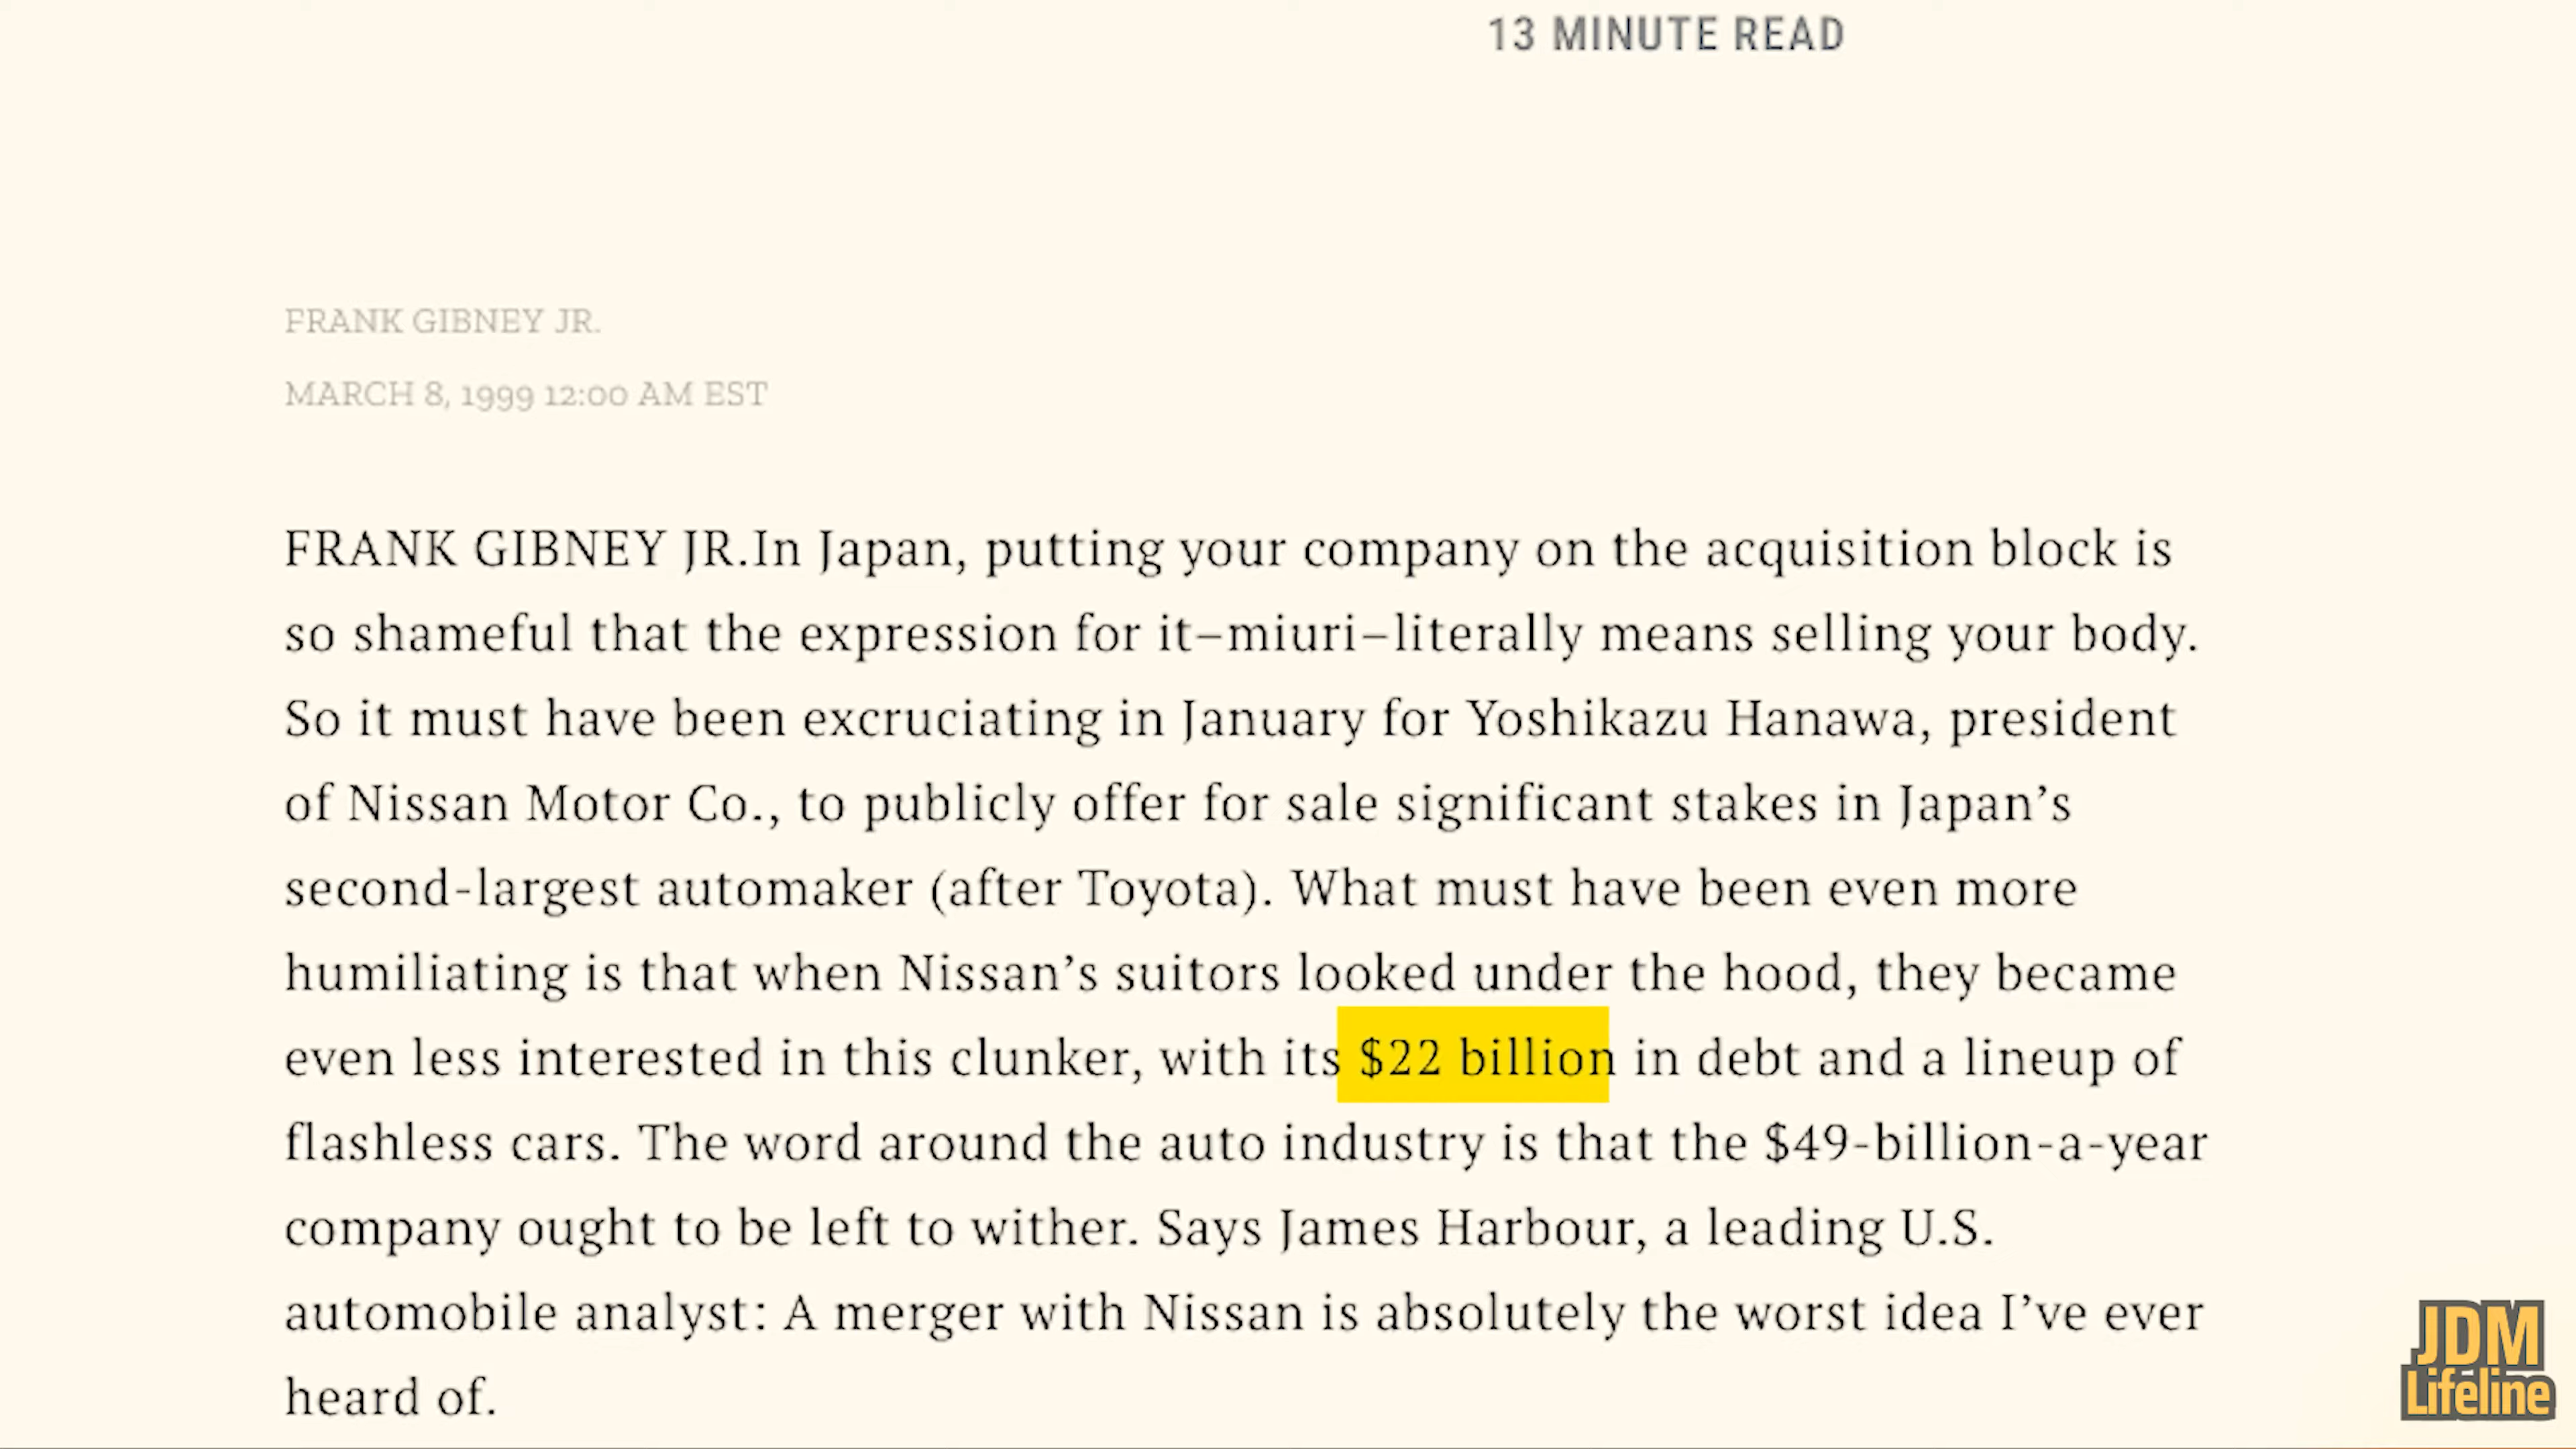 13 MINUTE READ
FRANK GIBNEY JR.
MARCH 8, 1999 12:00 AM EST
FRANK GIBNEY JR.In Japan, putting your company on the acquisition block is
so shameful that the expression for it–miuri–literally means selling your body.
So it must have been excruciating in January for Yoshikazu Hanawa, president
of Nissan Motor Co., to publicly offer for sale significant stakes in Japan’s
second-largest automaker (after Toyota). What must have been even more
humiliating is that when Nissan’s suitors looked under the hood, they became
even less interested in this clunker, with its $22 billion in debt and a lineup of
flashless cars. The word around the auto industry is that the $49-billion-a-year
company ought to be left to wither. Says James Harbour, a leading U.S.
automobile analyst: A merger with Nissan is absolutely the worst idea I’ve ever
heard of.
JDM
Lifeline